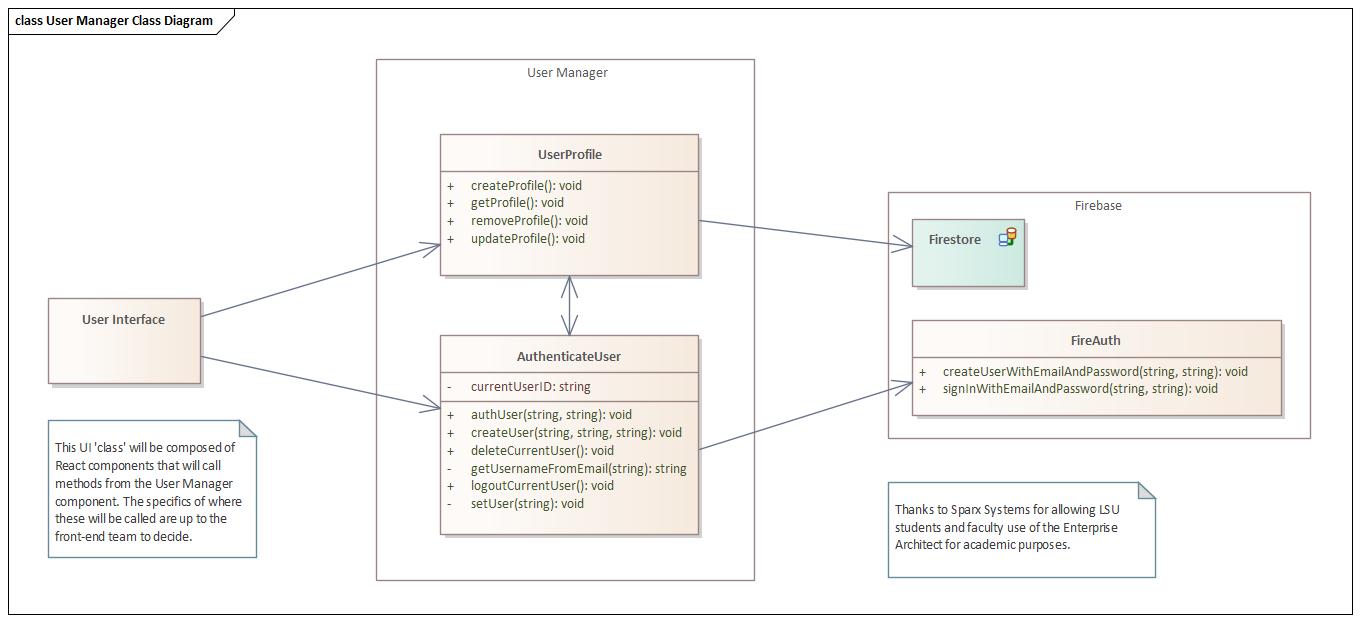 class User Manager Class Diagram
User Manager
UserProfile
+ createProfile(): void
+ getProfile(): void
+ removeProfile(): void
+ updateProfile(): void
Firebase
Firestore
User Interface
FireAuth
+ createUserWithEmailAndPassword(string, string): void
+ signInWithEmailAndPassword(string, string): void
AuthenticateUser
- currentUserID: string
+ authUser(string, string): void
+ createUser(string, string, string): void
+ deleteCurrentUser(): void
- getUsernameFromEmail(string): string
+ logoutCurrentUser(): void
- setUser(string): void
This UI 'class' will be composed of
React components that will call
methods from the User Manager
component. The specifics of where
these will be called are up to the
front-end team to decide.
Thanks to Sparx Systems for allowing LSU
students and faculty use of the Enterprise
Architect for academic purposes.